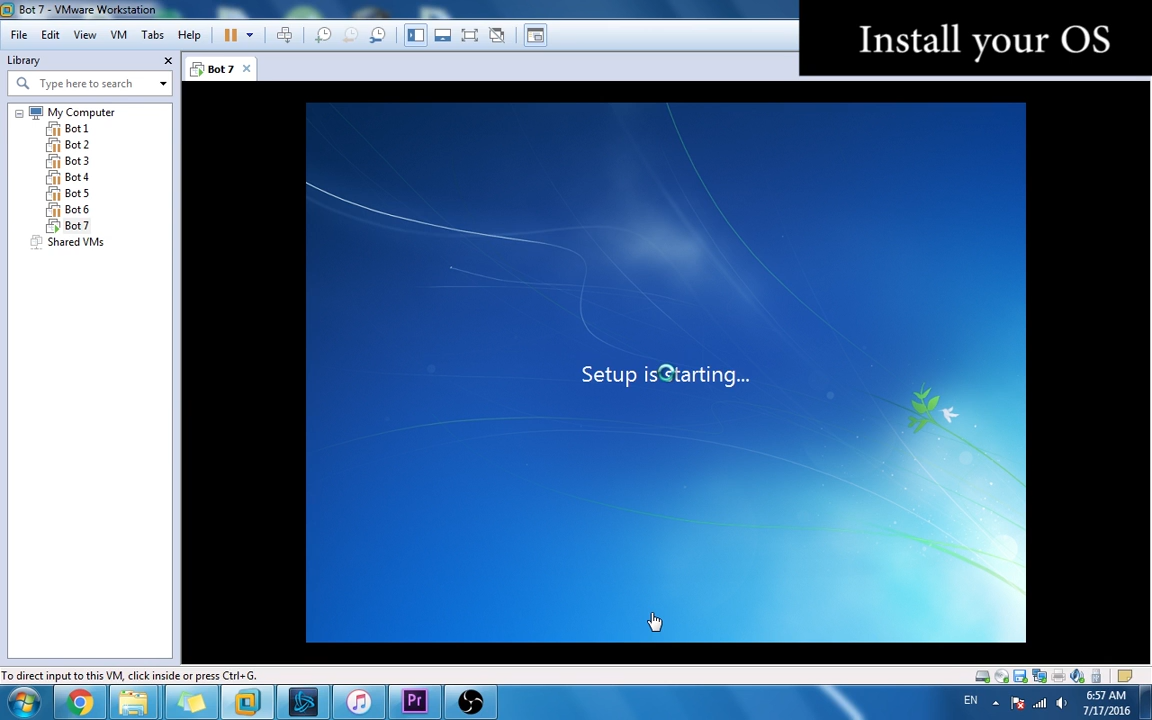 Bot 7 - VMware Workstation
Install your OS
File Edit View VM Tabs Help
Library
Bot 7
Type here to search
My Computer
Bot 1
Bot 2
Bot 3
Bot 4
Bot 5
Bot 6
Bot 7
Shared VMs
Setup is starting...
To direct input to this VM, click inside or press Ctrl+G.
Pr
EN
6:57 AM
7/17/2016